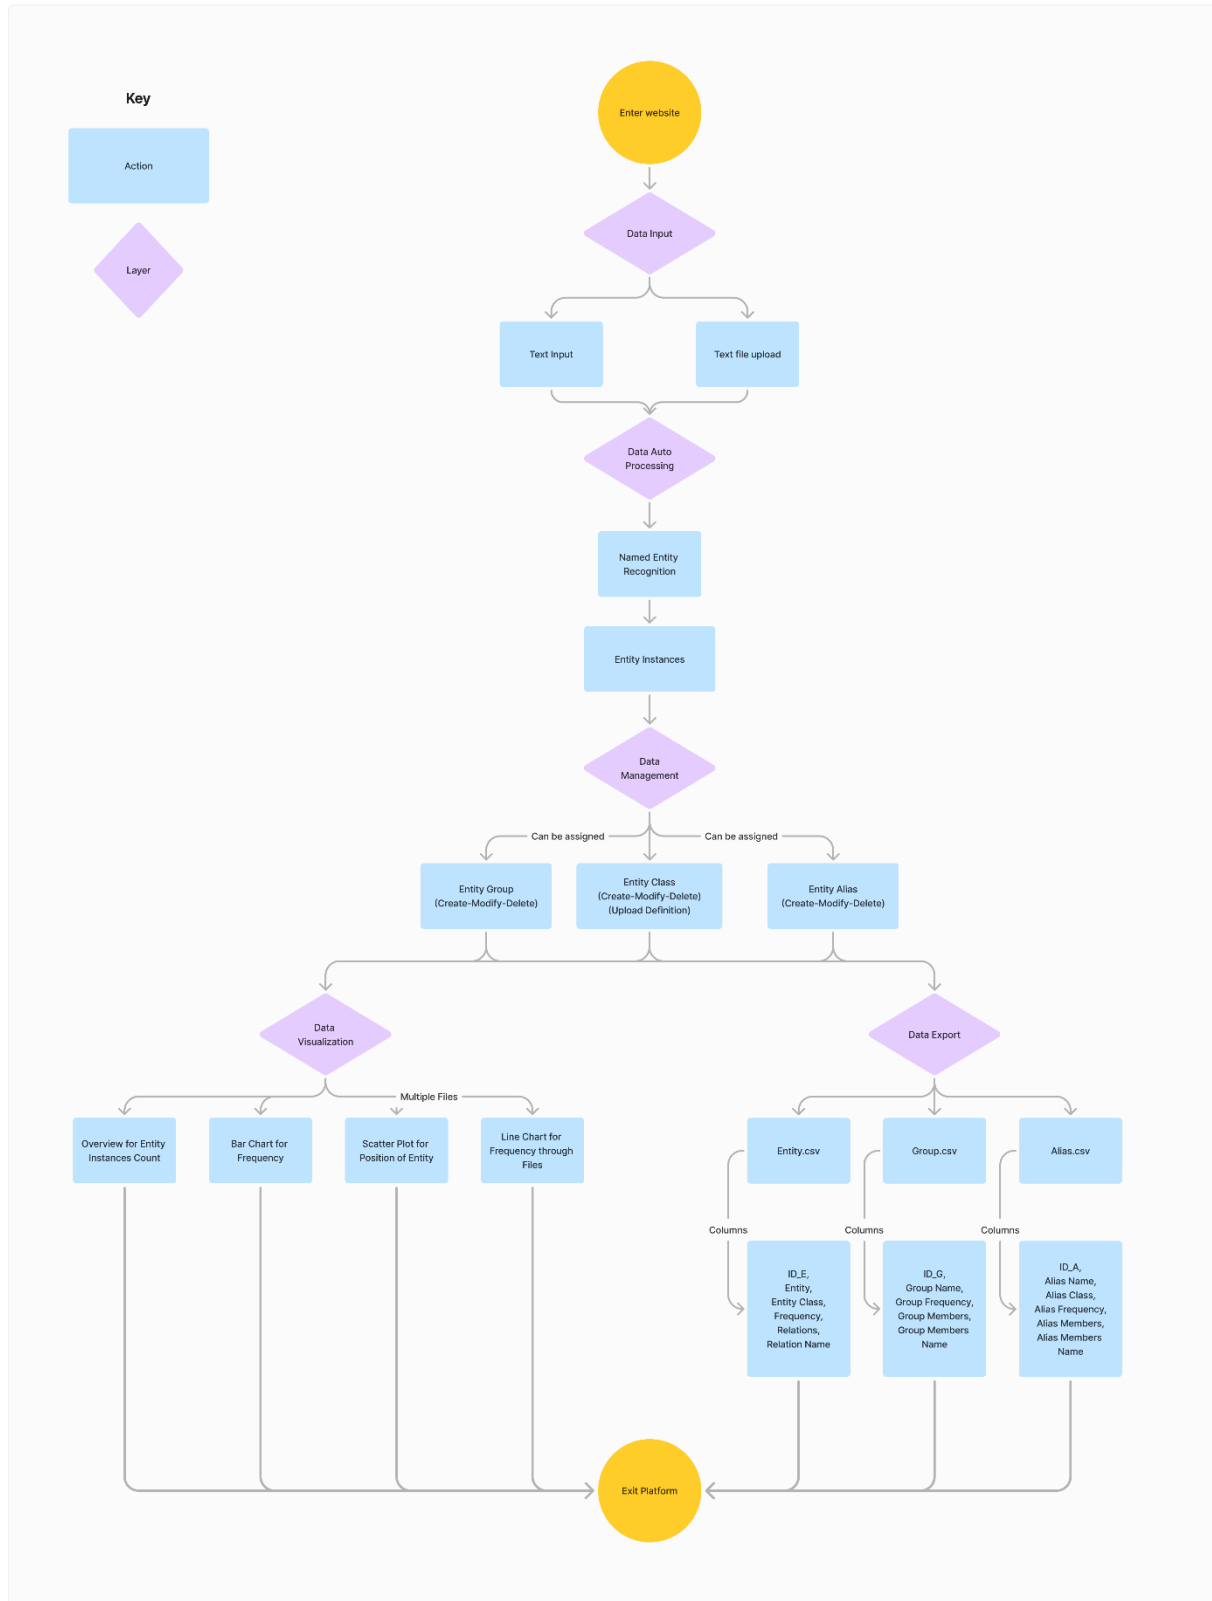 Key
Action
Layer
Enter website
Data Input
Text Input
Text file upload
Data Auto
Processing
Named Entity
Recognition
Entity Instances
Data
Management
Can be assigned
Can be assigned
Entity Group
(Create-Modify-Delete)
Entity Class
(Create-Modify-Delete)
(Upload Definition)
Entity Alias
(Create-Modify-Delete)
Data
Visualization
Data Export
Multiple Files
Overview for Entity
Instances Count
Bar Chart for
Frequency
Scatter Plot for
Position of Entity
Line Chart for
Frequency through
Files
Entity.csv
Group.csv
Alias.csv
Columns
Columns
Columns
ID_E,
Entity,
Entity Class,
Frequency,
Relations,
Relation Name
ID_G,
Group Name,
Group Frequency,
Group Members,
Group Members
Name
ID_A,
Alias Name,
Alias Class,
Alias Frequency,
Alias Members,
Alias Members
Name
Exit Platform